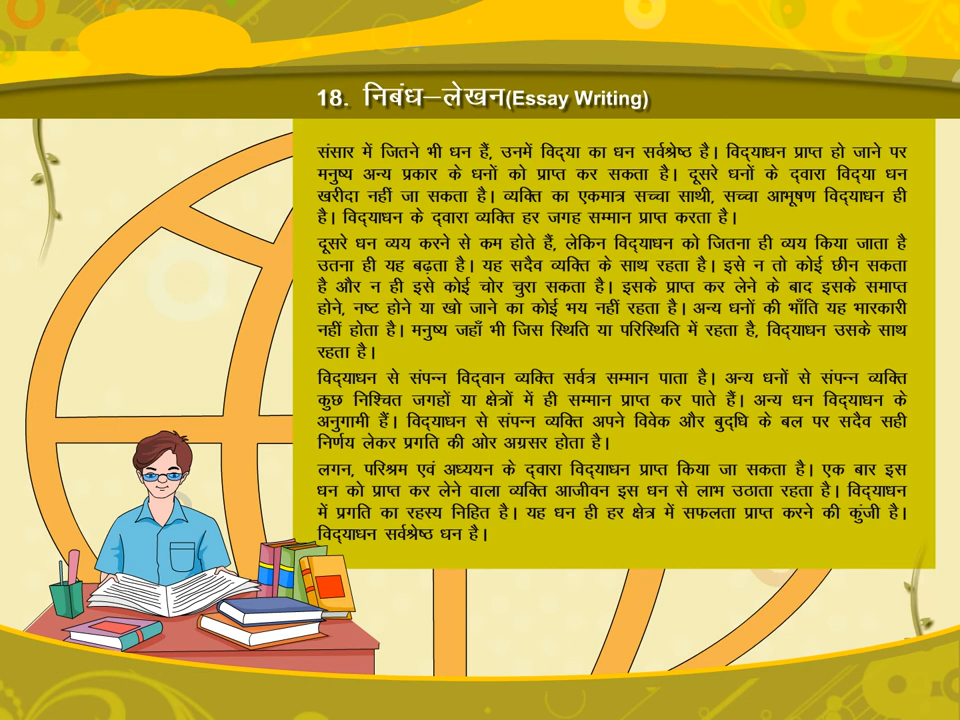 18. निबंध–लेखन(Essay Writing)
संसार में जितने भी धन हैं, उनमें विद्‌या का धन सर्वश्रेष्ठ है। विद्‌याधन प्राप्त हो जाने पर
मनुष्य अन्य प्रकार के धनों को प्राप्त कर सकता है। दूसरे धनों के द्‌वारा विद्‌या धन
खरीदा नहीं जा सकता है। व्यक्ति का एकमात्र सच्चा साथी, सच्चा आभूषण विद्‌याधन ही
है। विद्‌याधन के द्‌वारा व्यक्ति हर जगह सम्मान प्राप्त करता है।
दूसरे धन व्यय करने से कम होते हैं, लेकिन विद्‌याधन को जितना ही व्यय किया जाता है
उतना ही यह बढ़ता है। यह सदैव व्यक्ति के साथ रहता है। इसे न तो कोई छीन सकता
है और न ही इसे कोई चोर चुरा सकता है। इसके प्राप्त कर लेने के बाद इसके समाप्त
होने, नष्ट होने या खो जाने का कोई भय नहीं रहता है। अन्य धनों की भाँति यह भारकारी
नहीं होता है। मनुष्य जहाँ भी जिस स्थिति या परिस्थिति में रहता है, विद्‌याधन उसके साथ
रहता है।
विद्‌याधन से संपन्न विद्‌वान व्यक्ति सर्वत्र सम्मान पाता है। अन्य धनों से संपन्न व्यक्ति
कुछ निश्चित जगहों या क्षेत्रों में ही सम्मान प्राप्त कर पाते हैं। अन्य धन विद्‌याधन के
अनुगामी हैं। विद्‌याधन से संपन्न व्यक्ति अपने विवेक और बुद्‌धि के बल पर सदैव सही
निर्णय लेकर प्रगति की ओर अग्रसर होता है।
लगन, परिश्रम एवं अध्ययन के द्‌वारा विद्‌याधन प्राप्त किया जा सकता है। एक बार इस
धन को प्राप्त कर लेने वाला व्यक्ति आजीवन इस धन से लाभ उठाता रहता है। विद्‌याधन
में प्रगति का रहस्य निहित है। यह धन ही हर क्षेत्र में सफलता प्राप्त करने की कुंजी है।
विद्‌याधन सर्वश्रेष्ठ धन है।